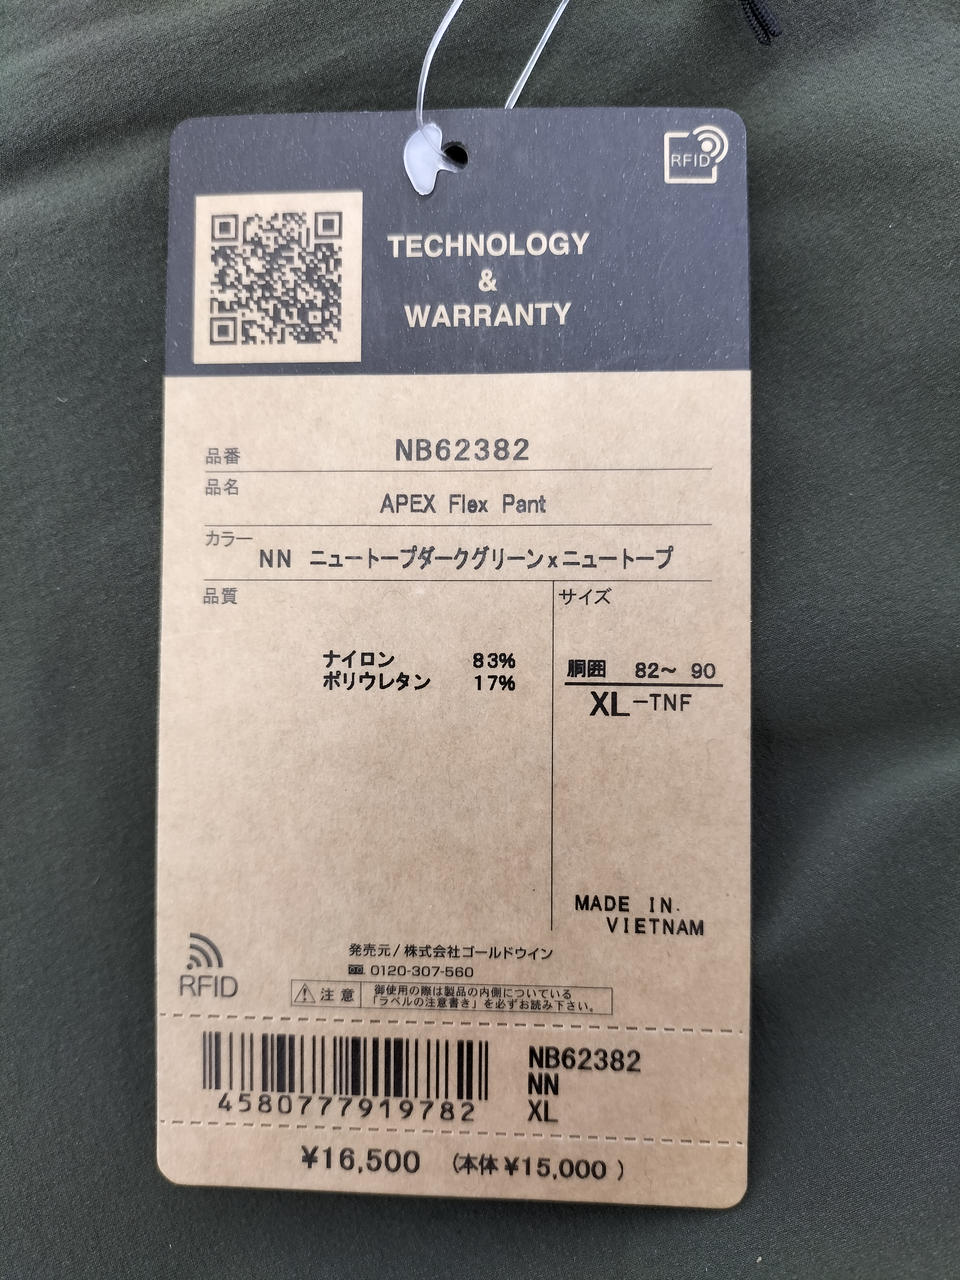 RFID
TECHNOLOGY
&
WARRANTY
品番 NB62382
品名 APEX Flex Pant
カラー NN ニュートープダークグリーンxニュートープ
品質
ナイロン 83%
ポリウレタン 17%
サイズ
胴囲 82〜 90
XL-TNF
MADE IN
VIETNAM
RFID
発売元/株式会社ゴールドウイン
0120-307-560
注意 御使用の際は製品の内側についている
「ラベルの注意書き」を必ずお読み下さい。
4580777919782
NB62382
NN
XL
¥16,500 (本体¥15,000)